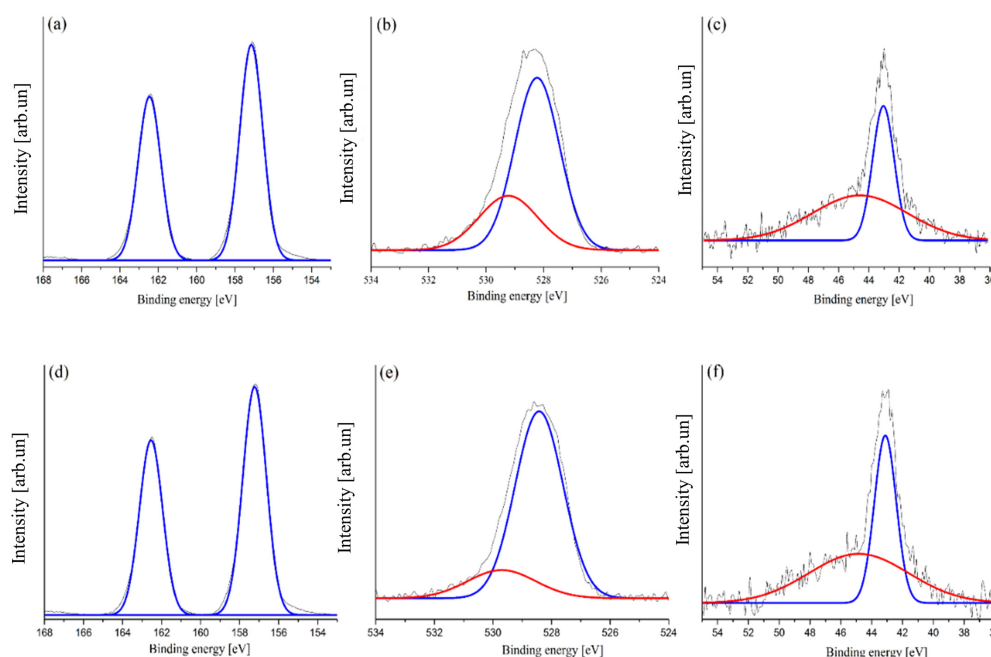 (a)
(b)
(c)
Intensity [arb.un]
Intensity [arb.un]
Intensity [arb.un]
168 166 164 162 160 158 156 154
534 532 530 528 526 524
54 52 50 48 46 44 42 40 38 36
Binding energy [eV]
Binding energy [eV]
Binding energy [eV]
(d)
(e)
(f)
Intensity [arb.un]
Intensity [arb.un]
Intensity [arb.un]
168 166 164 162 160 158 156 154
534 532 530 528 526 524
54 52 50 48 46 44 42 40 38
Binding energy [eV]
Binding energy [eV]
Binding energy [eV]